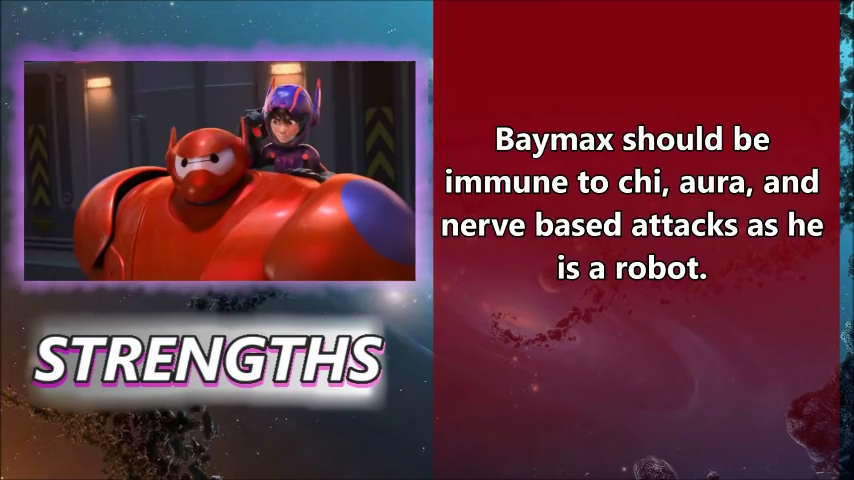 Baymax should be
immune to chi, aura, and
nerve based attacks as he
is a robot.
STRENGTHS